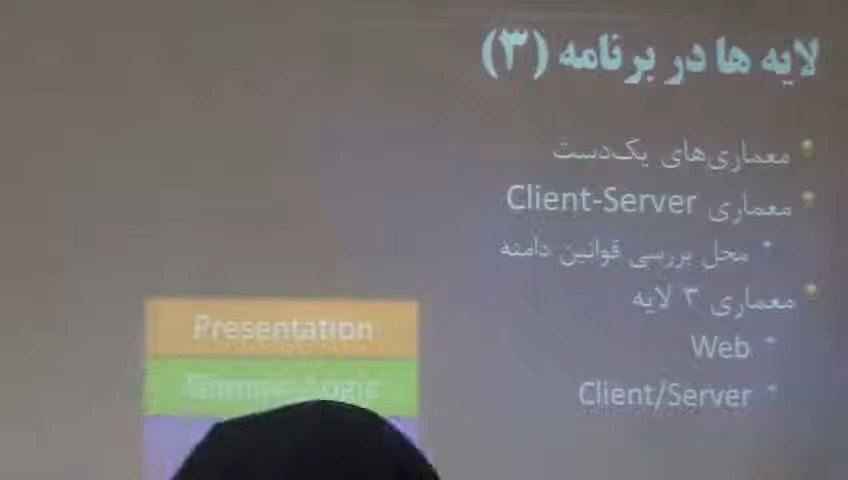 لایه ها در برنامه (۳)
معماری‌های یک‌دست
معماری Client-Server
محل بررسی قوانین دامنه
معماری ۳ لایه
Web
Client/Server
Presentation
Logic